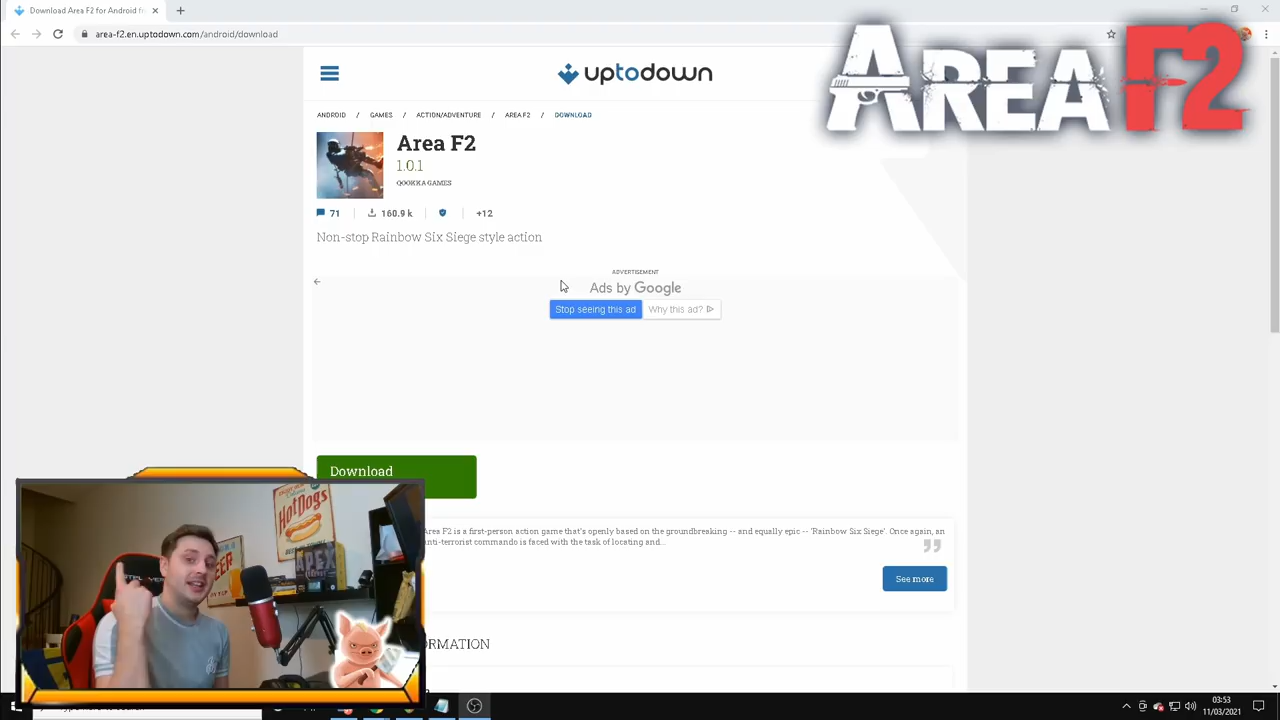 Download Area F2 for Android f
area-f2.en.uptodown.com/android/download
AREA F2
uptodown
ANDROID / GAMES / ACTION/ADVENTURE / AREA F2 / DOWNLOAD
Area F2
1.0.1
QOOKKA GAMES
71
160.9 k
+12
Non-stop Rainbow Six Siege style action
ADVERTISEMENT
Ads by Google
Stop seeing this ad
Why this ad?
Download
Area F2 is a first-person action game that's openly based on the groundbreaking -- and equally epic -- 'Rainbow Six Siege'. Once again, an
anti-terrorist commando is faced with the task of locating and...
See more
HOTDOGS
APEX
BEER
ORMATION
03:53
11/03/2021